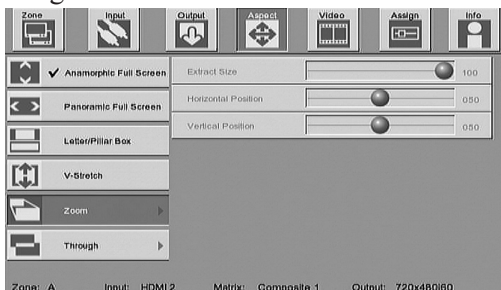 Zone Input Output Aspect Video Assign Info
✓ Anamorphic Full Screen
Extract Size 100
Panoramic Full Screen
Horizontal Position 050
Letter/Pillar Box
Vertical Position 050
V-Stretch
Zoom
Through
Zone: A Input: HDMI 2 Matrix: Composite 1 Output: 720x480i60